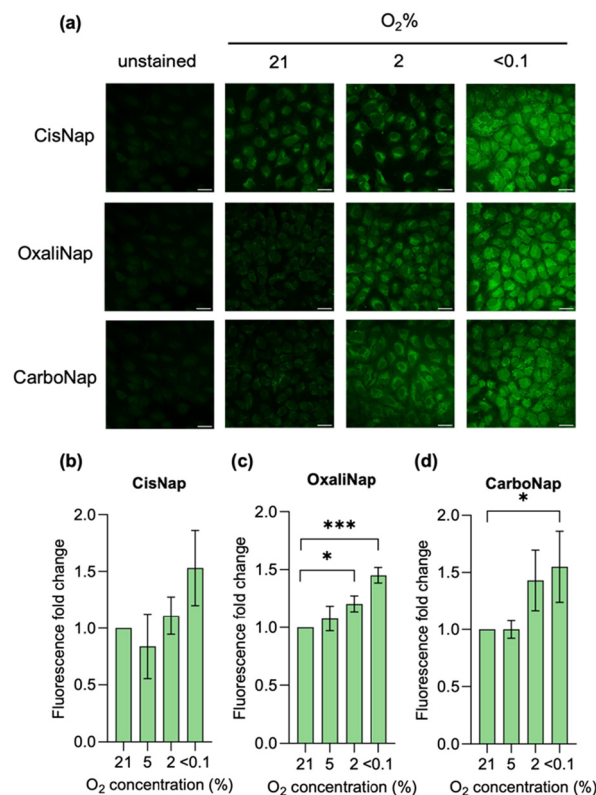 (a)
O₂%
unstained 21 2 <0.1
CisNap
OxaliNap
CarboNap
(b) (c) (d)
CisNap OxaliNap CarboNap
Fluorescence fold change
2.0
1.5
1.0
0.5
0.0
21 5 2 <0.1
O₂ concentration (%)
Fluorescence fold change
2.0
1.5
1.0
0.5
0.0
***
*
21 5 2 <0.1
O₂ concentration (%)
Fluorescence fold change
2.0
1.5
1.0
0.5
0.0
*
21 5 2 <0.1
O₂ concentration (%)